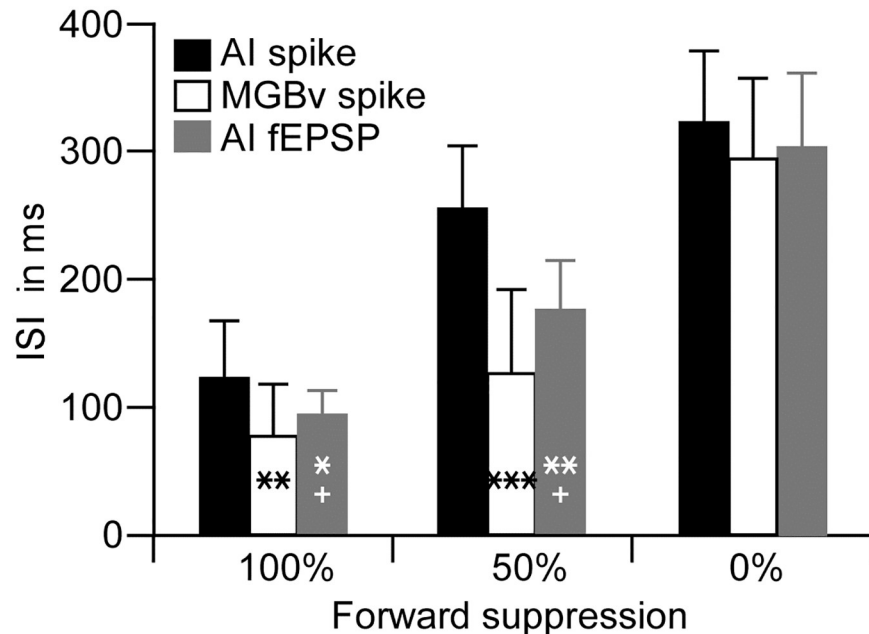 400
AI spike
MGBv spike
AI fEPSP
300
200
100
0
ISI in ms
**
*
+
***
**
+
100% 50% 0%
Forward suppression